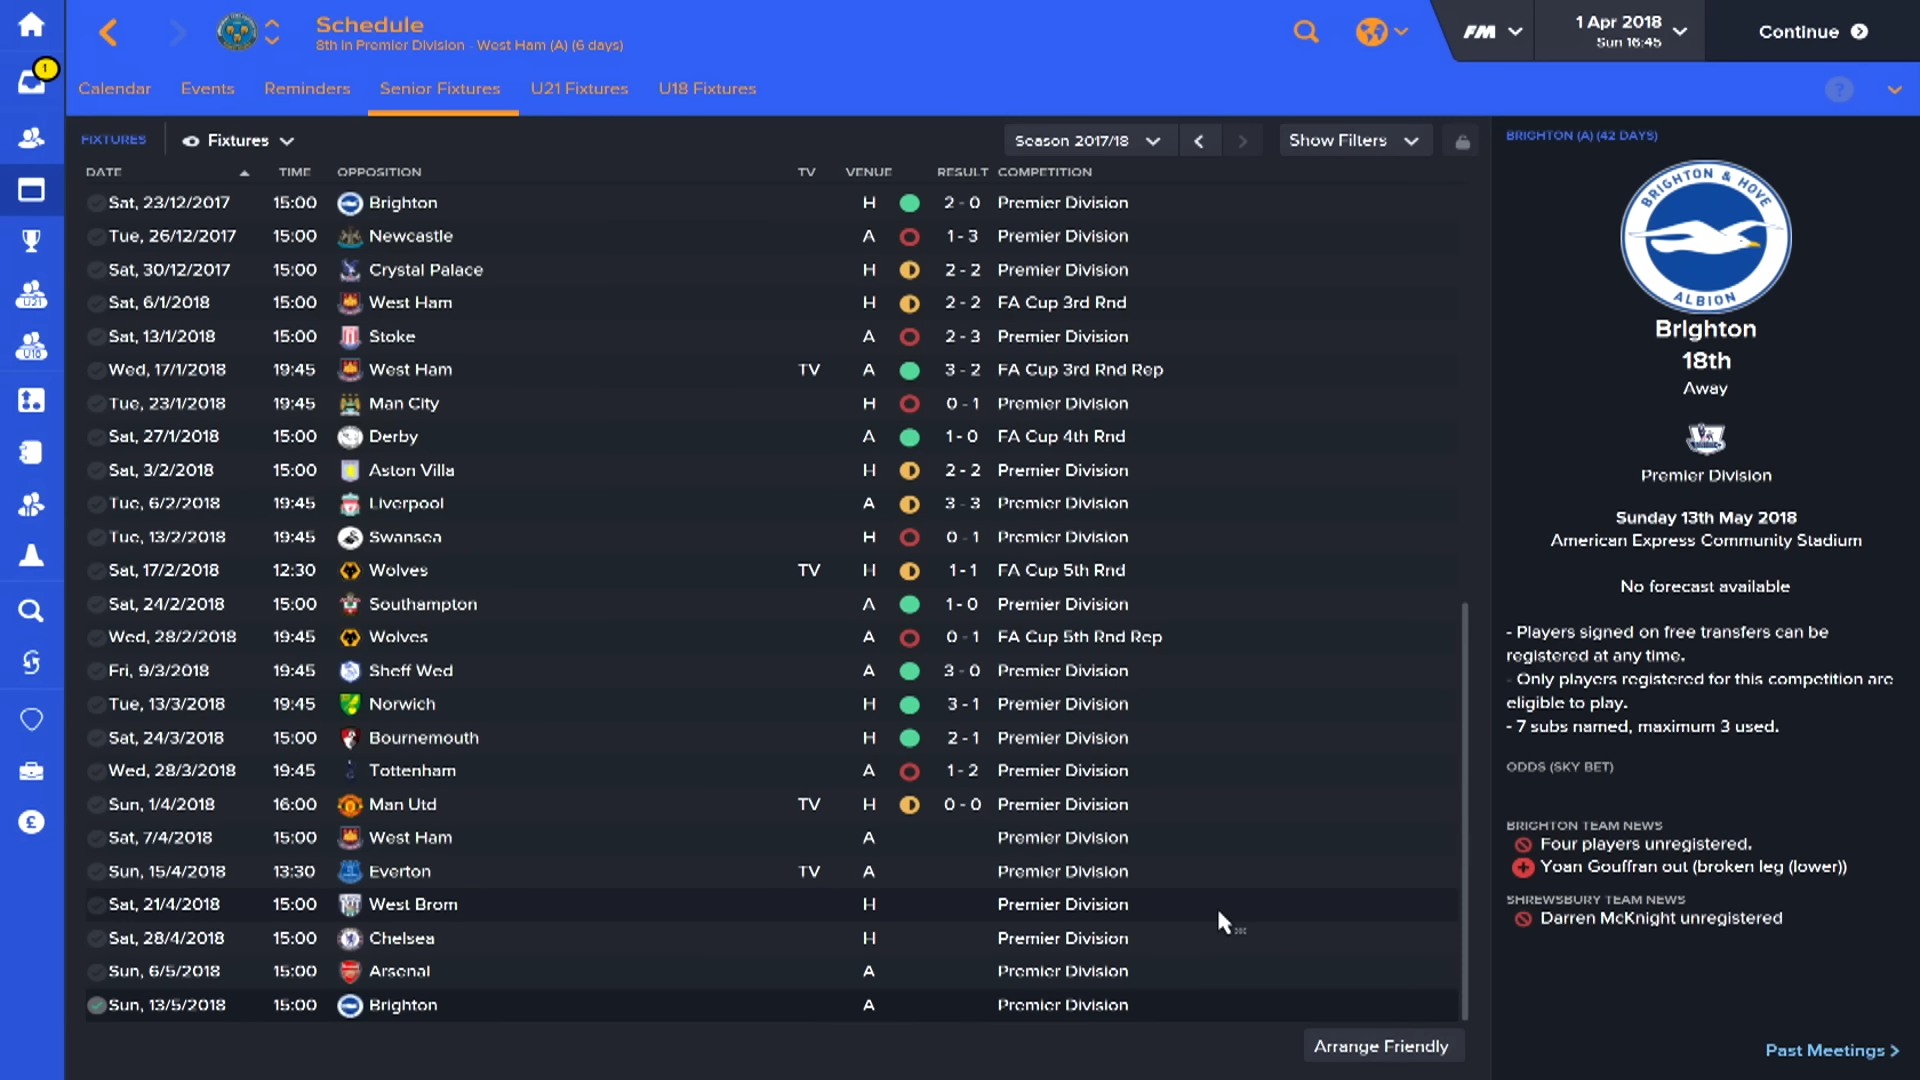 Schedule
8th in Premier Division - West Ham (A) (6 days)
FM
1 Apr 2018
Sun 16:45
Continue
1
Calendar Events Reminders Senior Fixtures U21 Fixtures U18 Fixtures
?
FIXTURES Fixtures Season 2017/18 Show Filters
DATE TIME OPPOSITION TV VENUE RESULT COMPETITION
Sat, 23/12/2017 15:00 Brighton H 2 - 0 Premier Division
Tue, 26/12/2017 15:00 Newcastle A 1 - 3 Premier Division
Sat, 30/12/2017 15:00 Crystal Palace H 2 - 2 Premier Division
Sat, 6/1/2018 15:00 West Ham H 2 - 2 FA Cup 3rd Rnd
Sat, 13/1/2018 15:00 Stoke A 2 - 3 Premier Division
Wed, 17/1/2018 19:45 West Ham TV A 3 - 2 FA Cup 3rd Rnd Rep
Tue, 23/1/2018 19:45 Man City H 0 - 1 Premier Division
Sat, 27/1/2018 15:00 Derby A 1 - 0 FA Cup 4th Rnd
Sat, 3/2/2018 15:00 Aston Villa H 2 - 2 Premier Division
Tue, 6/2/2018 19:45 Liverpool A 3 - 3 Premier Division
Tue, 13/2/2018 19:45 Swansea H 0 - 1 Premier Division
Sat, 17/2/2018 12:30 Wolves TV H 1 - 1 FA Cup 5th Rnd
Sat, 24/2/2018 15:00 Southampton A 1 - 0 Premier Division
Wed, 28/2/2018 19:45 Wolves A 0 - 1 FA Cup 5th Rnd Rep
Fri, 9/3/2018 19:45 Sheff Wed A 3 - 0 Premier Division
Tue, 13/3/2018 19:45 Norwich H 3 - 1 Premier Division
Sat, 24/3/2018 15:00 Bournemouth H 2 - 1 Premier Division
Wed, 28/3/2018 19:45 Tottenham A 1 - 2 Premier Division
Sun, 1/4/2018 16:00 Man Utd TV H 0 - 0 Premier Division
Sat, 7/4/2018 15:00 West Ham A Premier Division
Sun, 15/4/2018 13:30 Everton TV A Premier Division
Sat, 21/4/2018 15:00 West Brom H Premier Division
Sat, 28/4/2018 15:00 Chelsea H Premier Division
Sun, 6/5/2018 15:00 Arsenal A Premier Division
Sun, 13/5/2018 15:00 Brighton A Premier Division
Arrange Friendly
U21
U18
£
BRIGHTON (A) (42 DAYS)
BRIGHTON & HOVE
ALBION
Brighton
18th
Away
Premier Division
Sunday 13th May 2018
American Express Community Stadium
No forecast available
- Players signed on free transfers can be
registered at any time.
- Only players registered for this competition are
eligible to play.
- 7 subs named, maximum 3 used.
ODDS (SKY BET)
BRIGHTON TEAM NEWS
Four players unregistered.
Yoan Gouffran out (broken leg (lower))
SHREWSBURY TEAM NEWS
Darren McKnight unregistered
Past Meetings >